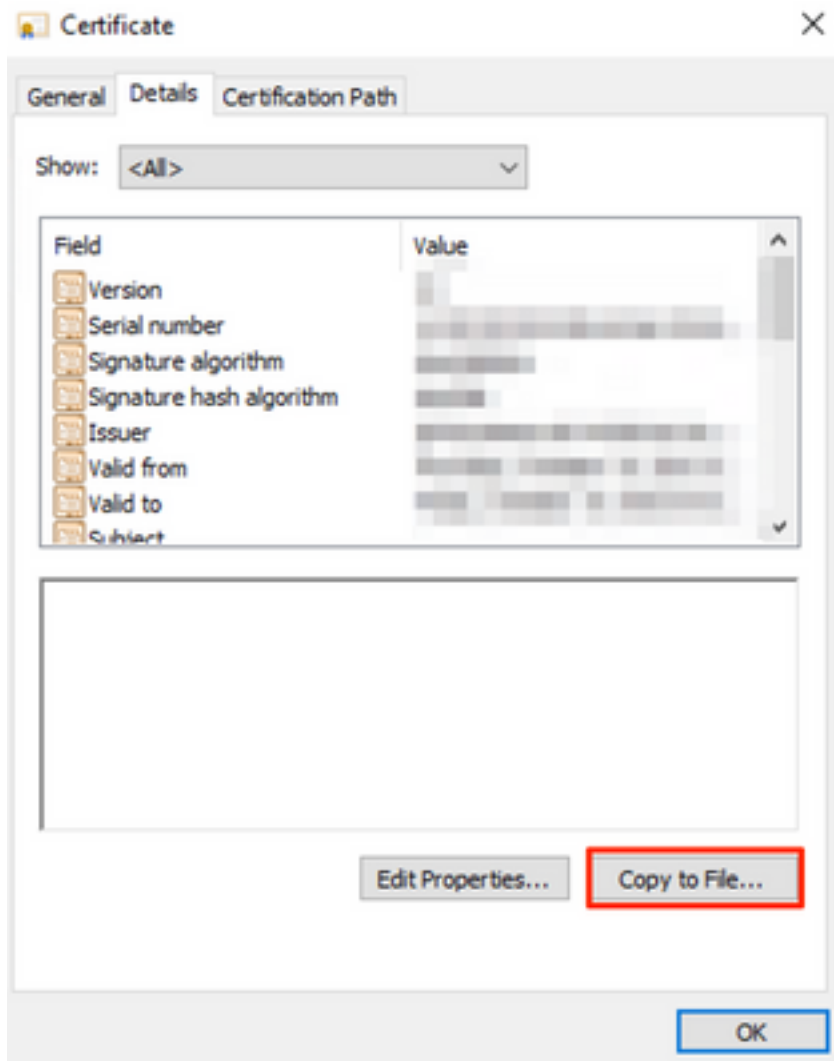 Certificate
General Details Certification Path
Show: <All>
Field Value
Version
Serial number
Signature algorithm
Signature hash algorithm
Issuer
Valid from
Valid to
Subject
Edit Properties... Copy to File...
OK